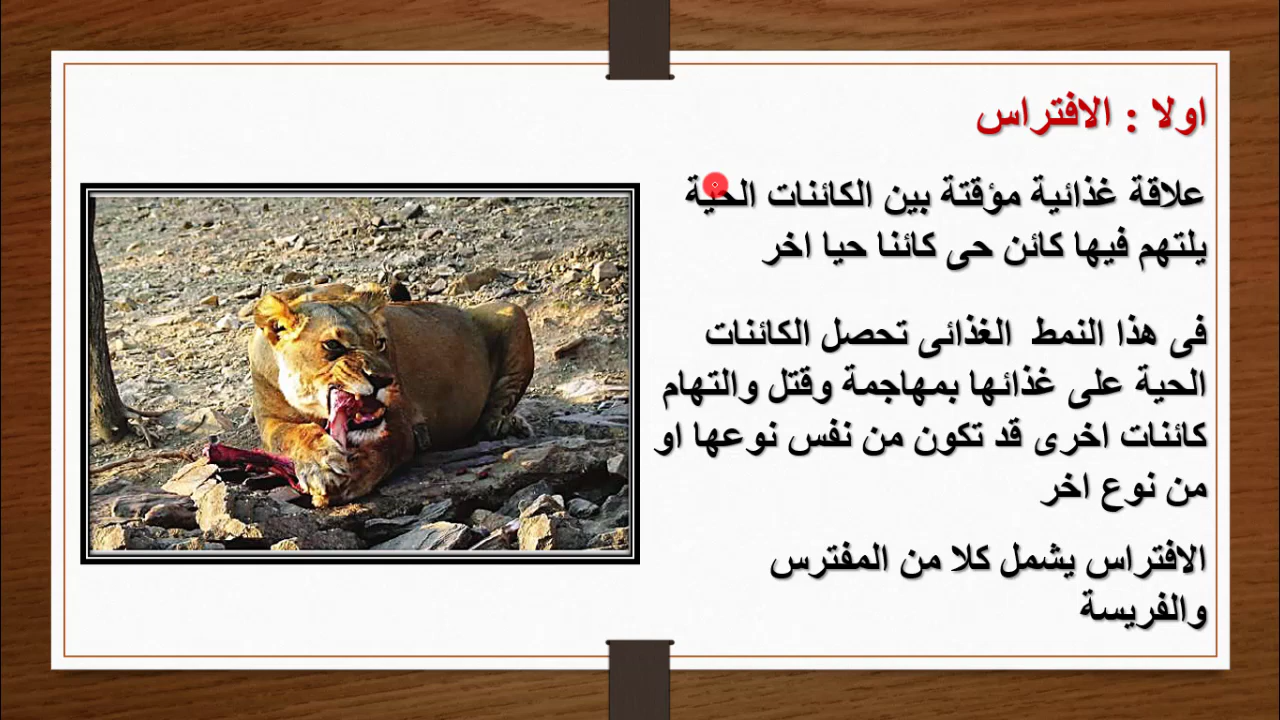 اولا : الافتراس
علاقة غذائية مؤقتة بين الكائنات الحية
يلتهم فيها كائن حى كائنا حيا اخر
فى هذا النمط الغذائى تحصل الكائنات
الحية على غذائها بمهاجمة وقتل والتهام
كائنات اخرى قد تكون من نفس نوعها او
من نوع اخر
الافتراس يشمل كلا من المفترس
والفريسة